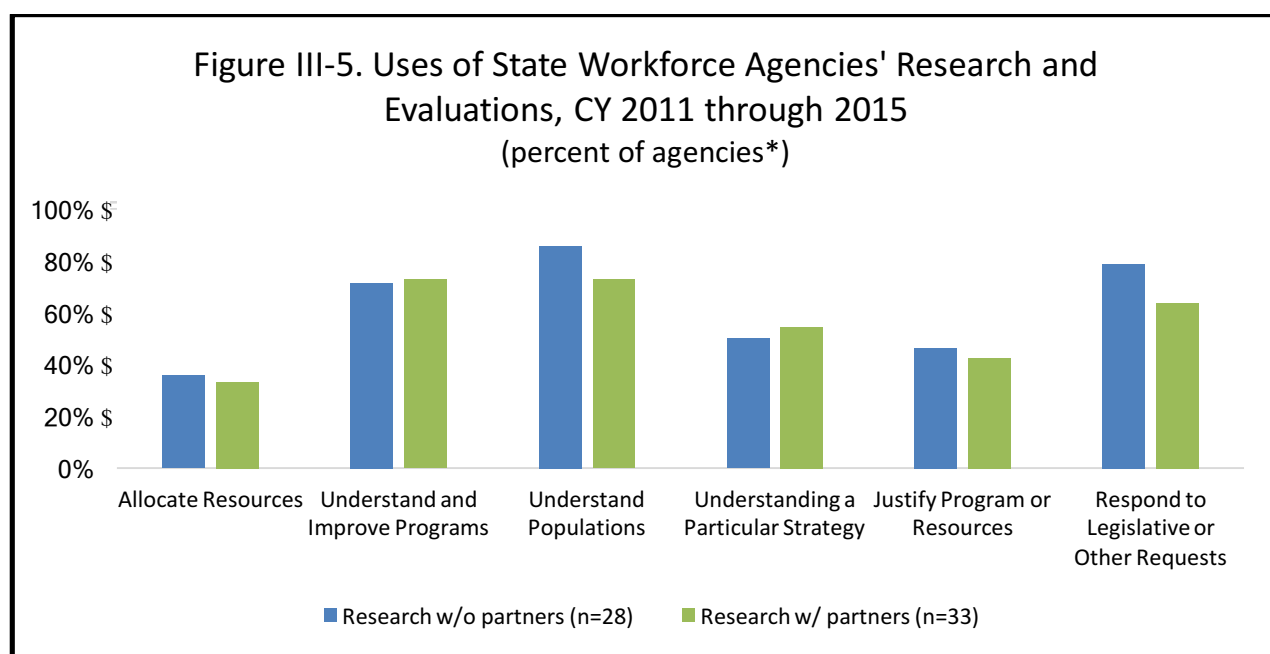 Figure III-5. Uses of State Workforce Agencies' Research and
Evaluations, CY 2011 through 2015
(percent of agencies*)
100% $
80% $
60% $
40% $
20% $
0%
Allocate Resources
Understand and
Improve Programs
Understand
Populations
Understanding a
Particular Strategy
Justify Program or
Resources
Respond to
Legislative or
Other Requests
Research w/o partners (n=28)
Research w/ partners (n=33)